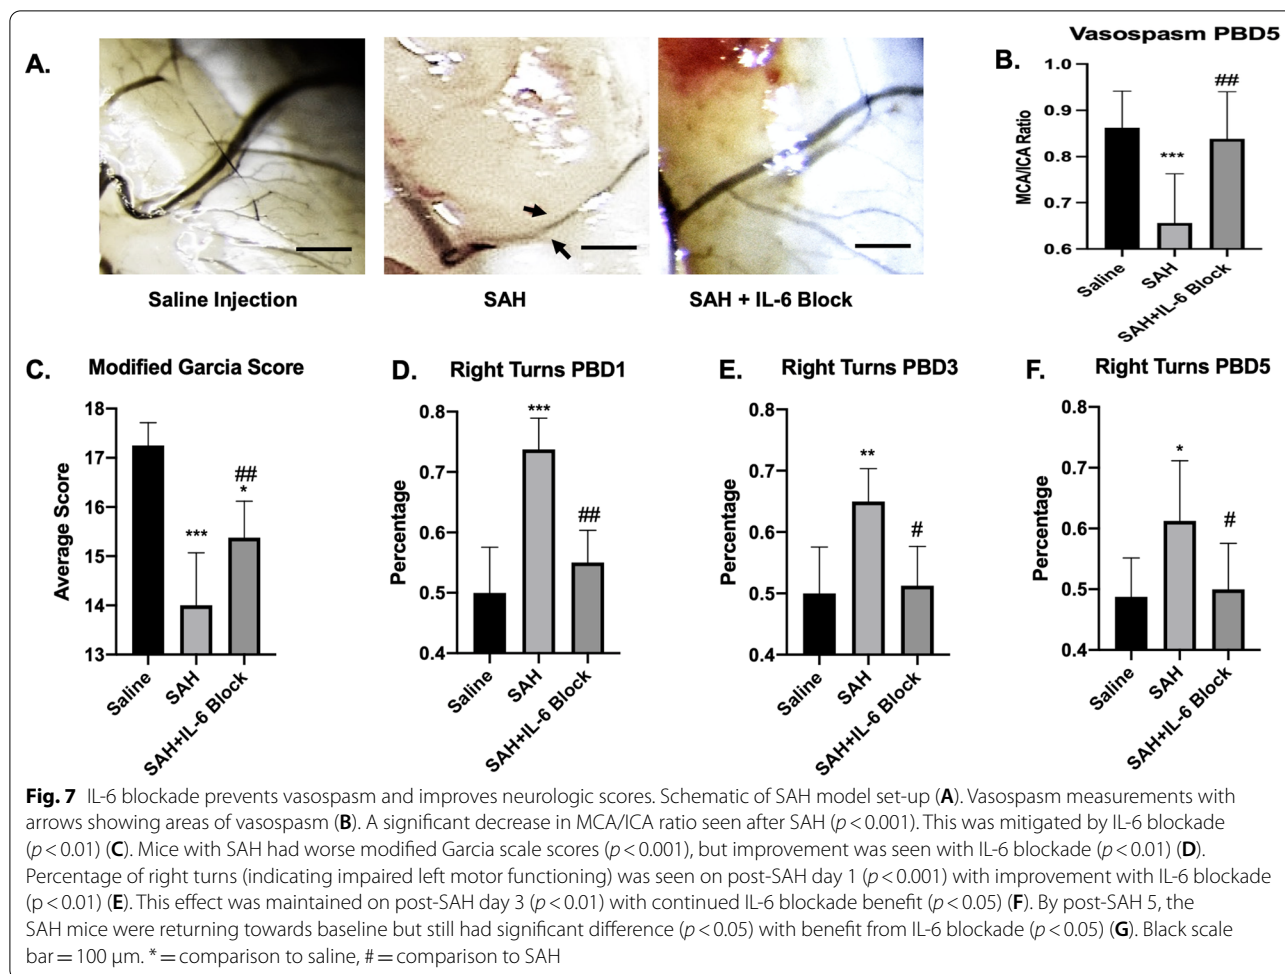 A.
Saline Injection
SAH
SAH + IL-6 Block
B.
Vasospasm PBD5
MCA/ICA Ratio
1.0
0.9
0.8
0.7
0.6
***
##
Saline
SAH
SAH+IL-6 Block
C.
Modified Garcia Score
Average Score
18
17
16
15
14
13
***
##
*
Saline
SAH
SAH+IL-6 Block
D.
Right Turns PBD1
Percentage
0.8
0.7
0.6
0.5
0.4
***
##
Saline
SAH
SAH+IL-6 Block
E.
Right Turns PBD3
Percentage
0.8
0.7
0.6
0.5
0.4
**
#
Saline
SAH
SAH+IL-6 Block
F.
Right Turns PBD5
Percentage
0.8
0.7
0.6
0.5
0.4
*
#
Saline
SAH
SAH+IL-6 Block
Fig. 7 IL-6 blockade prevents vasospasm and improves neurologic scores. Schematic of SAH model set-up (A). Vasospasm measurements with
arrows showing areas of vasospasm (B). A significant decrease in MCA/ICA ratio seen after SAH (p < 0.001). This was mitigated by IL-6 blockade
(p < 0.01) (C). Mice with SAH had worse modified Garcia scale scores (p < 0.001), but improvement was seen with IL-6 blockade (p < 0.01) (D).
Percentage of right turns (indicating impaired left motor functioning) was seen on post-SAH day 1 (p < 0.001) with improvement with IL-6 blockade
(p < 0.01) (E). This effect was maintained on post-SAH day 3 (p < 0.01) with continued IL-6 blockade benefit (p < 0.05) (F). By post-SAH 5, the
SAH mice were returning towards baseline but still had significant difference (p < 0.05) with benefit from IL-6 blockade (p < 0.05) (G). Black scale
bar = 100 μm. * = comparison to saline, # = comparison to SAH